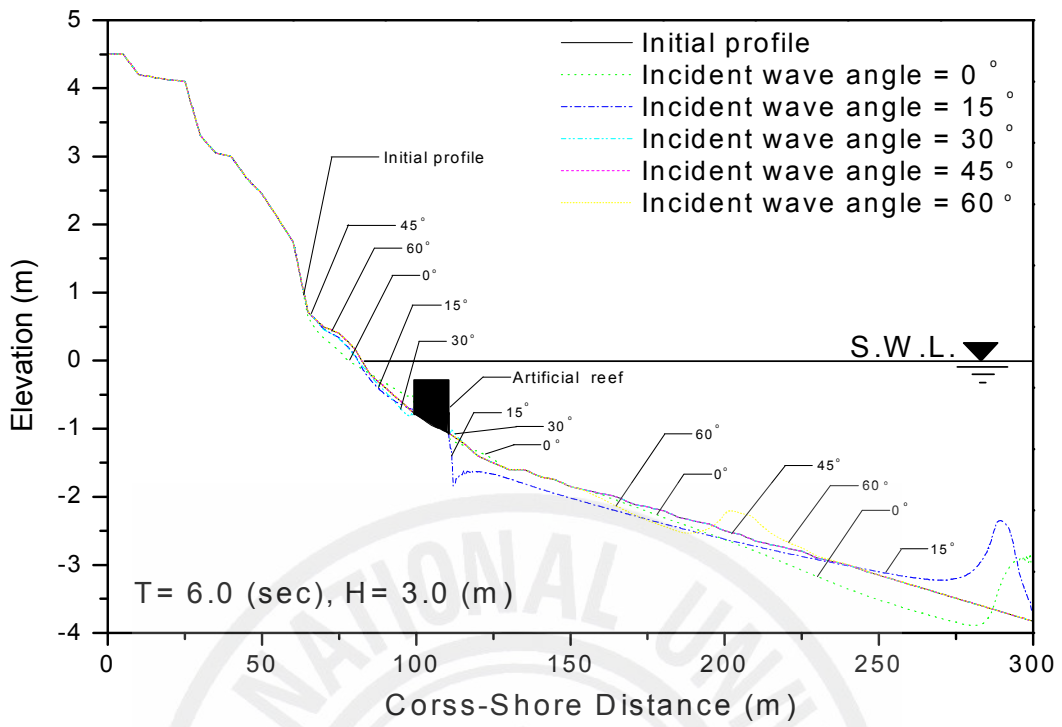 5
4
3
2
1
0
-1
-2
-3
-4
Elevation (m)
Initial profile
Incident wave angle = 0 °
Incident wave angle = 15 °
Incident wave angle = 30 °
Incident wave angle = 45 °
Incident wave angle = 60 °
Initial profile
45°
60°
0°
15°
30°
S.W.L.
Artificial reef
15°
30°
0°
60°
0°
45°
60°
0°
15°
T= 6.0 (sec), H= 3.0 (m)
NATIONAL UN
0 50 100 150 200 250 300
Corss-Shore Distance (m)